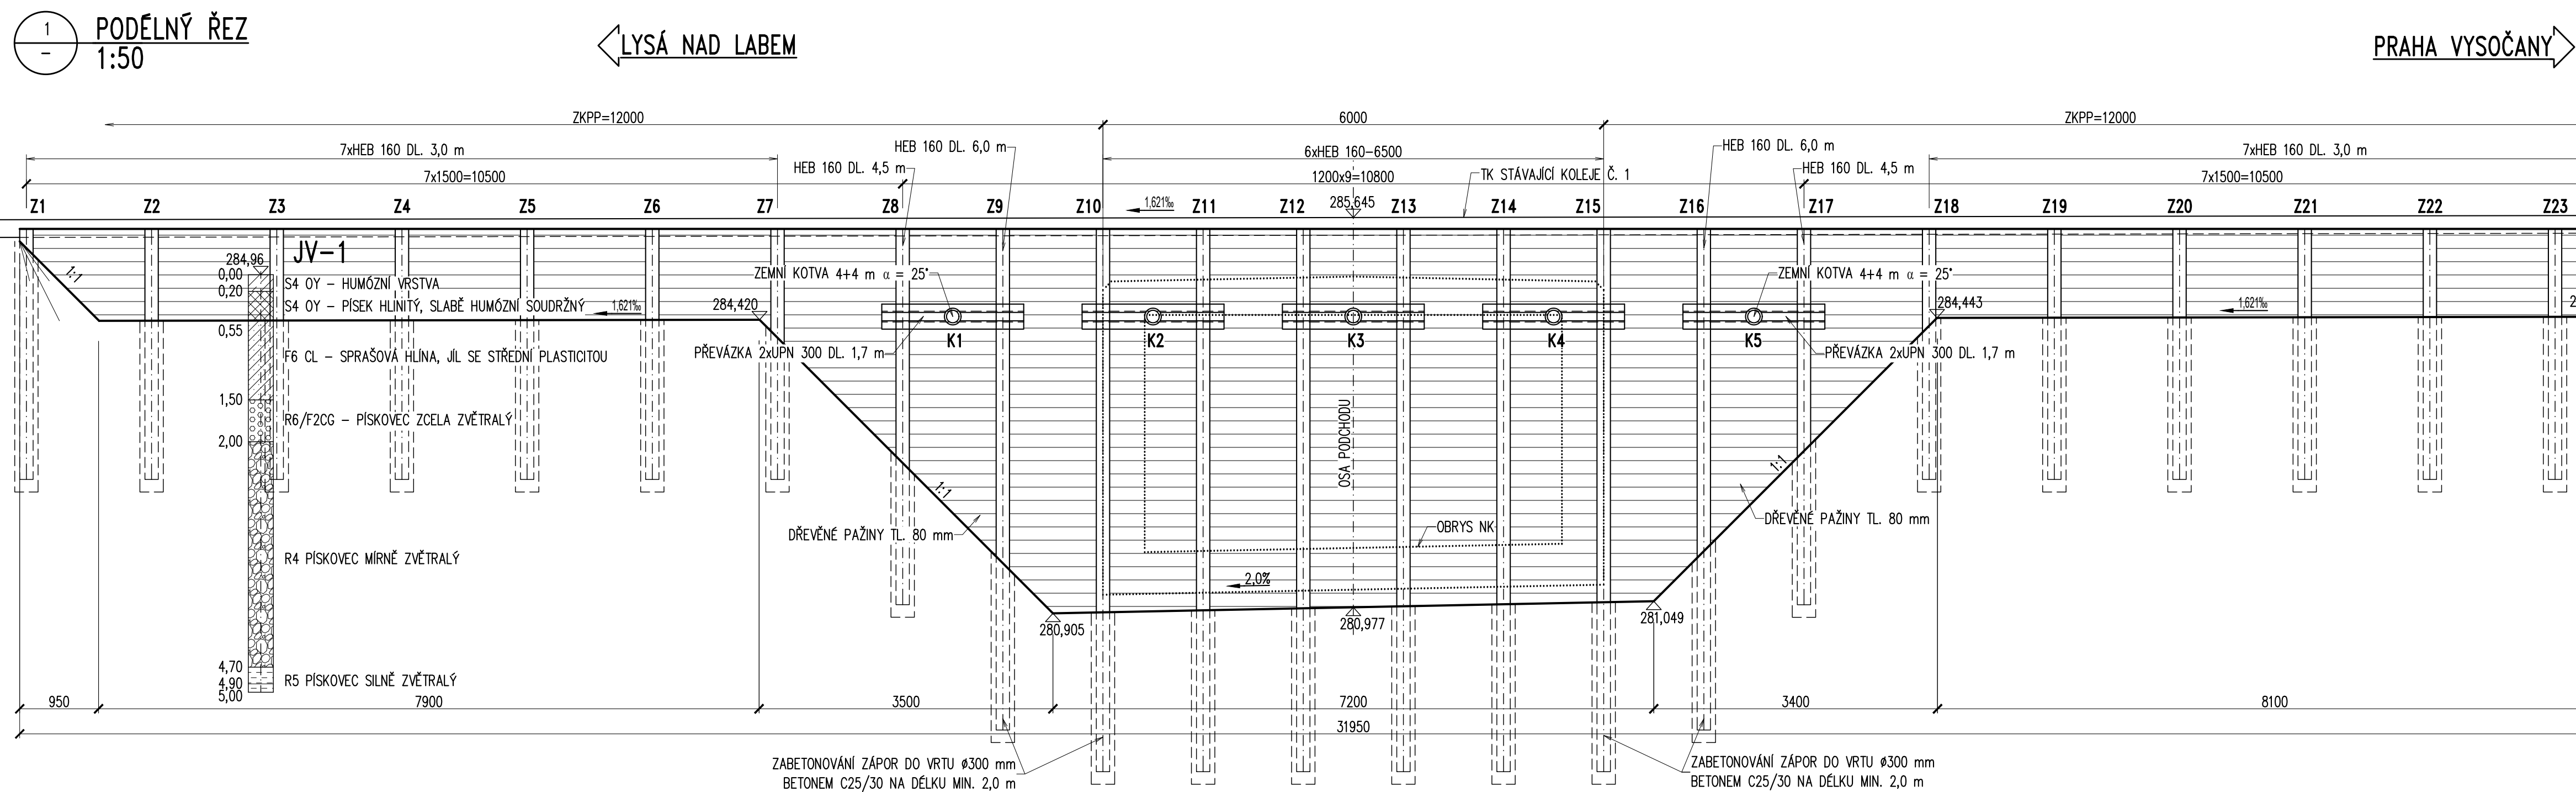 1
–
PODÉLNÝ ŘEZ
1:50
LYSÁ NAD LABEM
PRAHA VYSOČANY
ZKPP=12000
6000
ZKPP=12000
7xHEB 160 DL. 3,0 m
HEB 160 DL. 4,5 m
HEB 160 DL. 6,0 m
6xHEB 160-6500
HEB 160 DL. 6,0 m
HEB 160 DL. 4,5 m
7xHEB 160 DL. 3,0 m
7x1500=10500
1200x9=10800
TK STÁVAJÍCÍ KOLEJE Č. 1
7x1500=10500
Z1
Z2
Z3
Z4
Z5
Z6
Z7
Z8
Z9
Z10
1,621‰
Z11
Z12
285,645
Z13
Z14
Z15
Z16
Z17
Z18
Z19
Z20
Z21
Z22
Z23
JV-1
284,96
0,00
0,20
0,55
1,50
2,00
4,70
4,90
5,00
1:1
S4 OY – HUMÓZNÍ VRSTVA
S4 OY – PÍSEK HLINITÝ, SLABĚ HUMÓZNÍ SOUDRŽNÝ
1,621‰
F6 CL – SPRAŠOVÁ HLÍNA, JÍL SE STŘEDNÍ PLASTICITOU
R6/F2CG – PÍSKOVEC ZCELA ZVĚTRALÝ
R4 PÍSKOVEC MÍRNĚ ZVĚTRALÝ
R5 PÍSKOVEC SILNĚ ZVĚTRALÝ
284,420
ZEMNÍ KOTVA 4+4 m α = 25°
ZEMNÍ KOTVA 4+4 m α = 25°
284,443
1,621‰
2
K1
K2
K3
K4
K5
PŘEVÁZKA 2xUPN 300 DL. 1,7 m
PŘEVÁZKA 2xUPN 300 DL. 1,7 m
OSA PODCHODU
1:1
1:1
DŘEVĚNÉ PAŽINY TL. 80 mm
OBRYS NK
DŘEVĚNÉ PAŽINY TL. 80 mm
2,0%
280,905
280,977
281,049
950
7900
3500
7200
3400
8100
31950
ZABETONOVÁNÍ ZÁPOR DO VRTU ø300 mm
BETONEM C25/30 NA DÉLKU MIN. 2,0 m
ZABETONOVÁNÍ ZÁPOR DO VRTU ø300 mm
BETONEM C25/30 NA DÉLKU MIN. 2,0 m